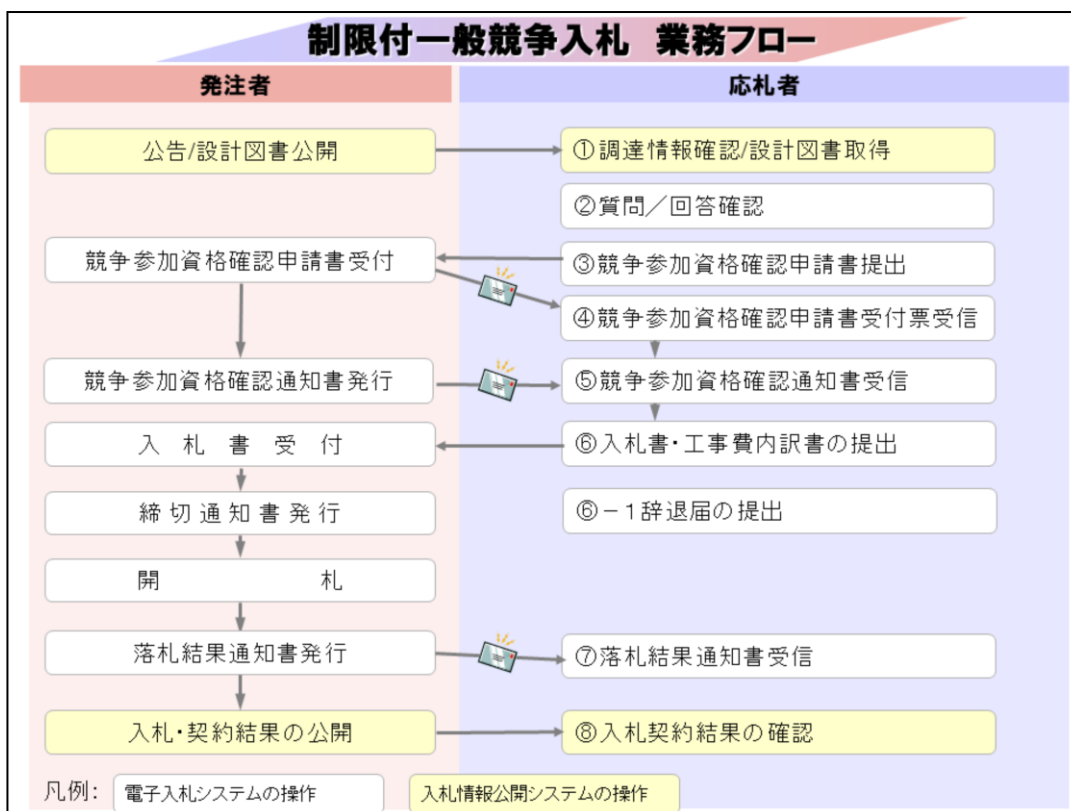 制限付一般競争入札 業務フロー
発注者
応札者
公告/設計図書公開
①調達情報確認/設計図書取得
②質問／回答確認
競争参加資格確認申請書受付
③競争参加資格確認申請書提出
④競争参加資格確認申請書受付票受信
競争参加資格確認通知書発行
⑤競争参加資格確認通知書受信
入 札 書 受 付
⑥入札書・工事費内訳書の提出
締切通知書発行
⑥－１辞退届の提出
開 札
落札結果通知書発行
⑦落札結果通知書受信
入札・契約結果の公開
⑧入札契約結果の確認
凡例：
電子入札システムの操作
入札情報公開システムの操作